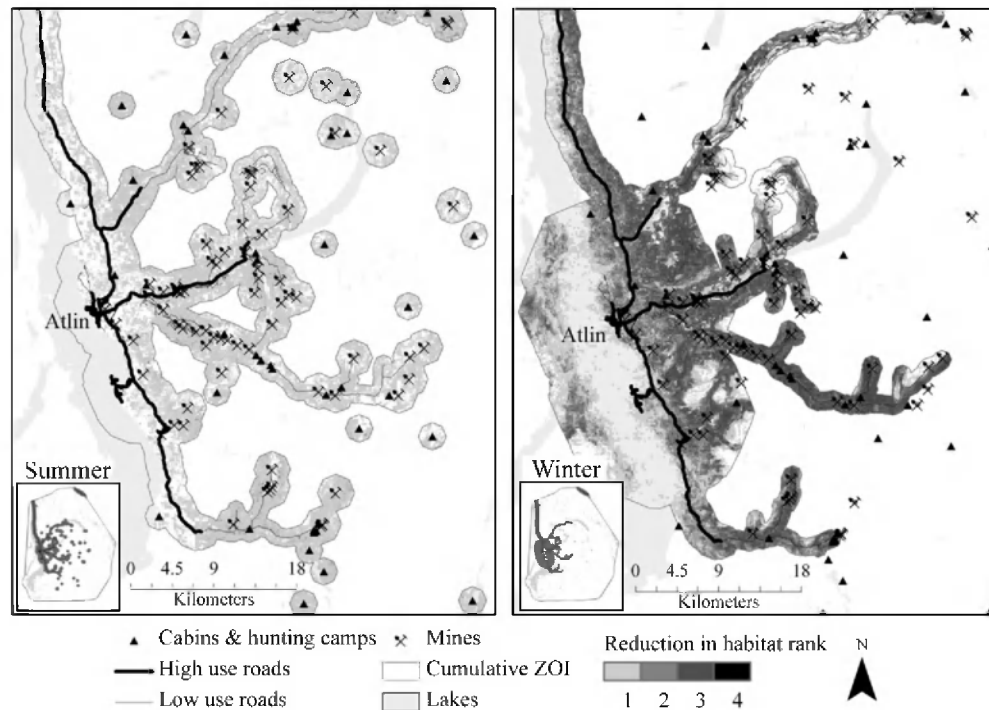 Atlin
Summer
0 4.5 9 18
Kilometers
Atlin
Winter
0 4.5 9 18
Kilometers
Cabins & hunting camps
Mines
High use roads
Cumulative ZOI
Low use roads
Lakes
Reduction in habitat rank
1 2 3 4
N